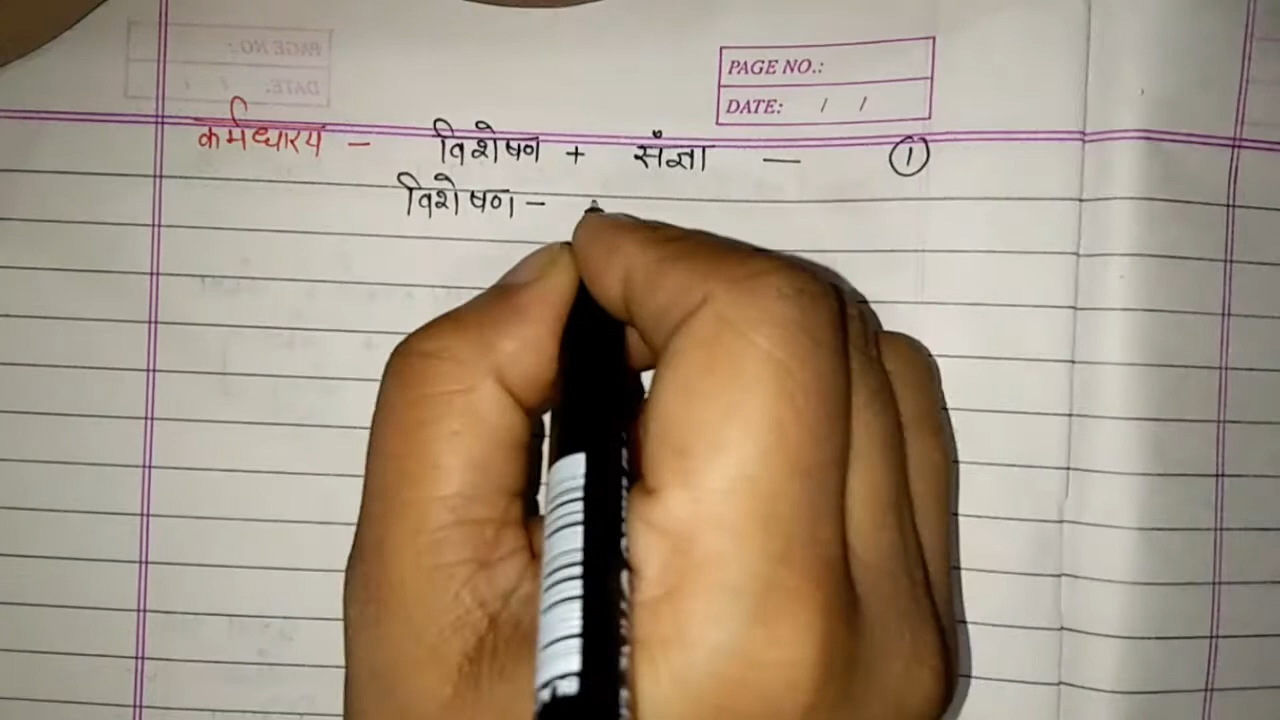 PAGE NO.:
DATE: / /
कर्मधारय - विशेषण + संज्ञा — ①
विशेषण -